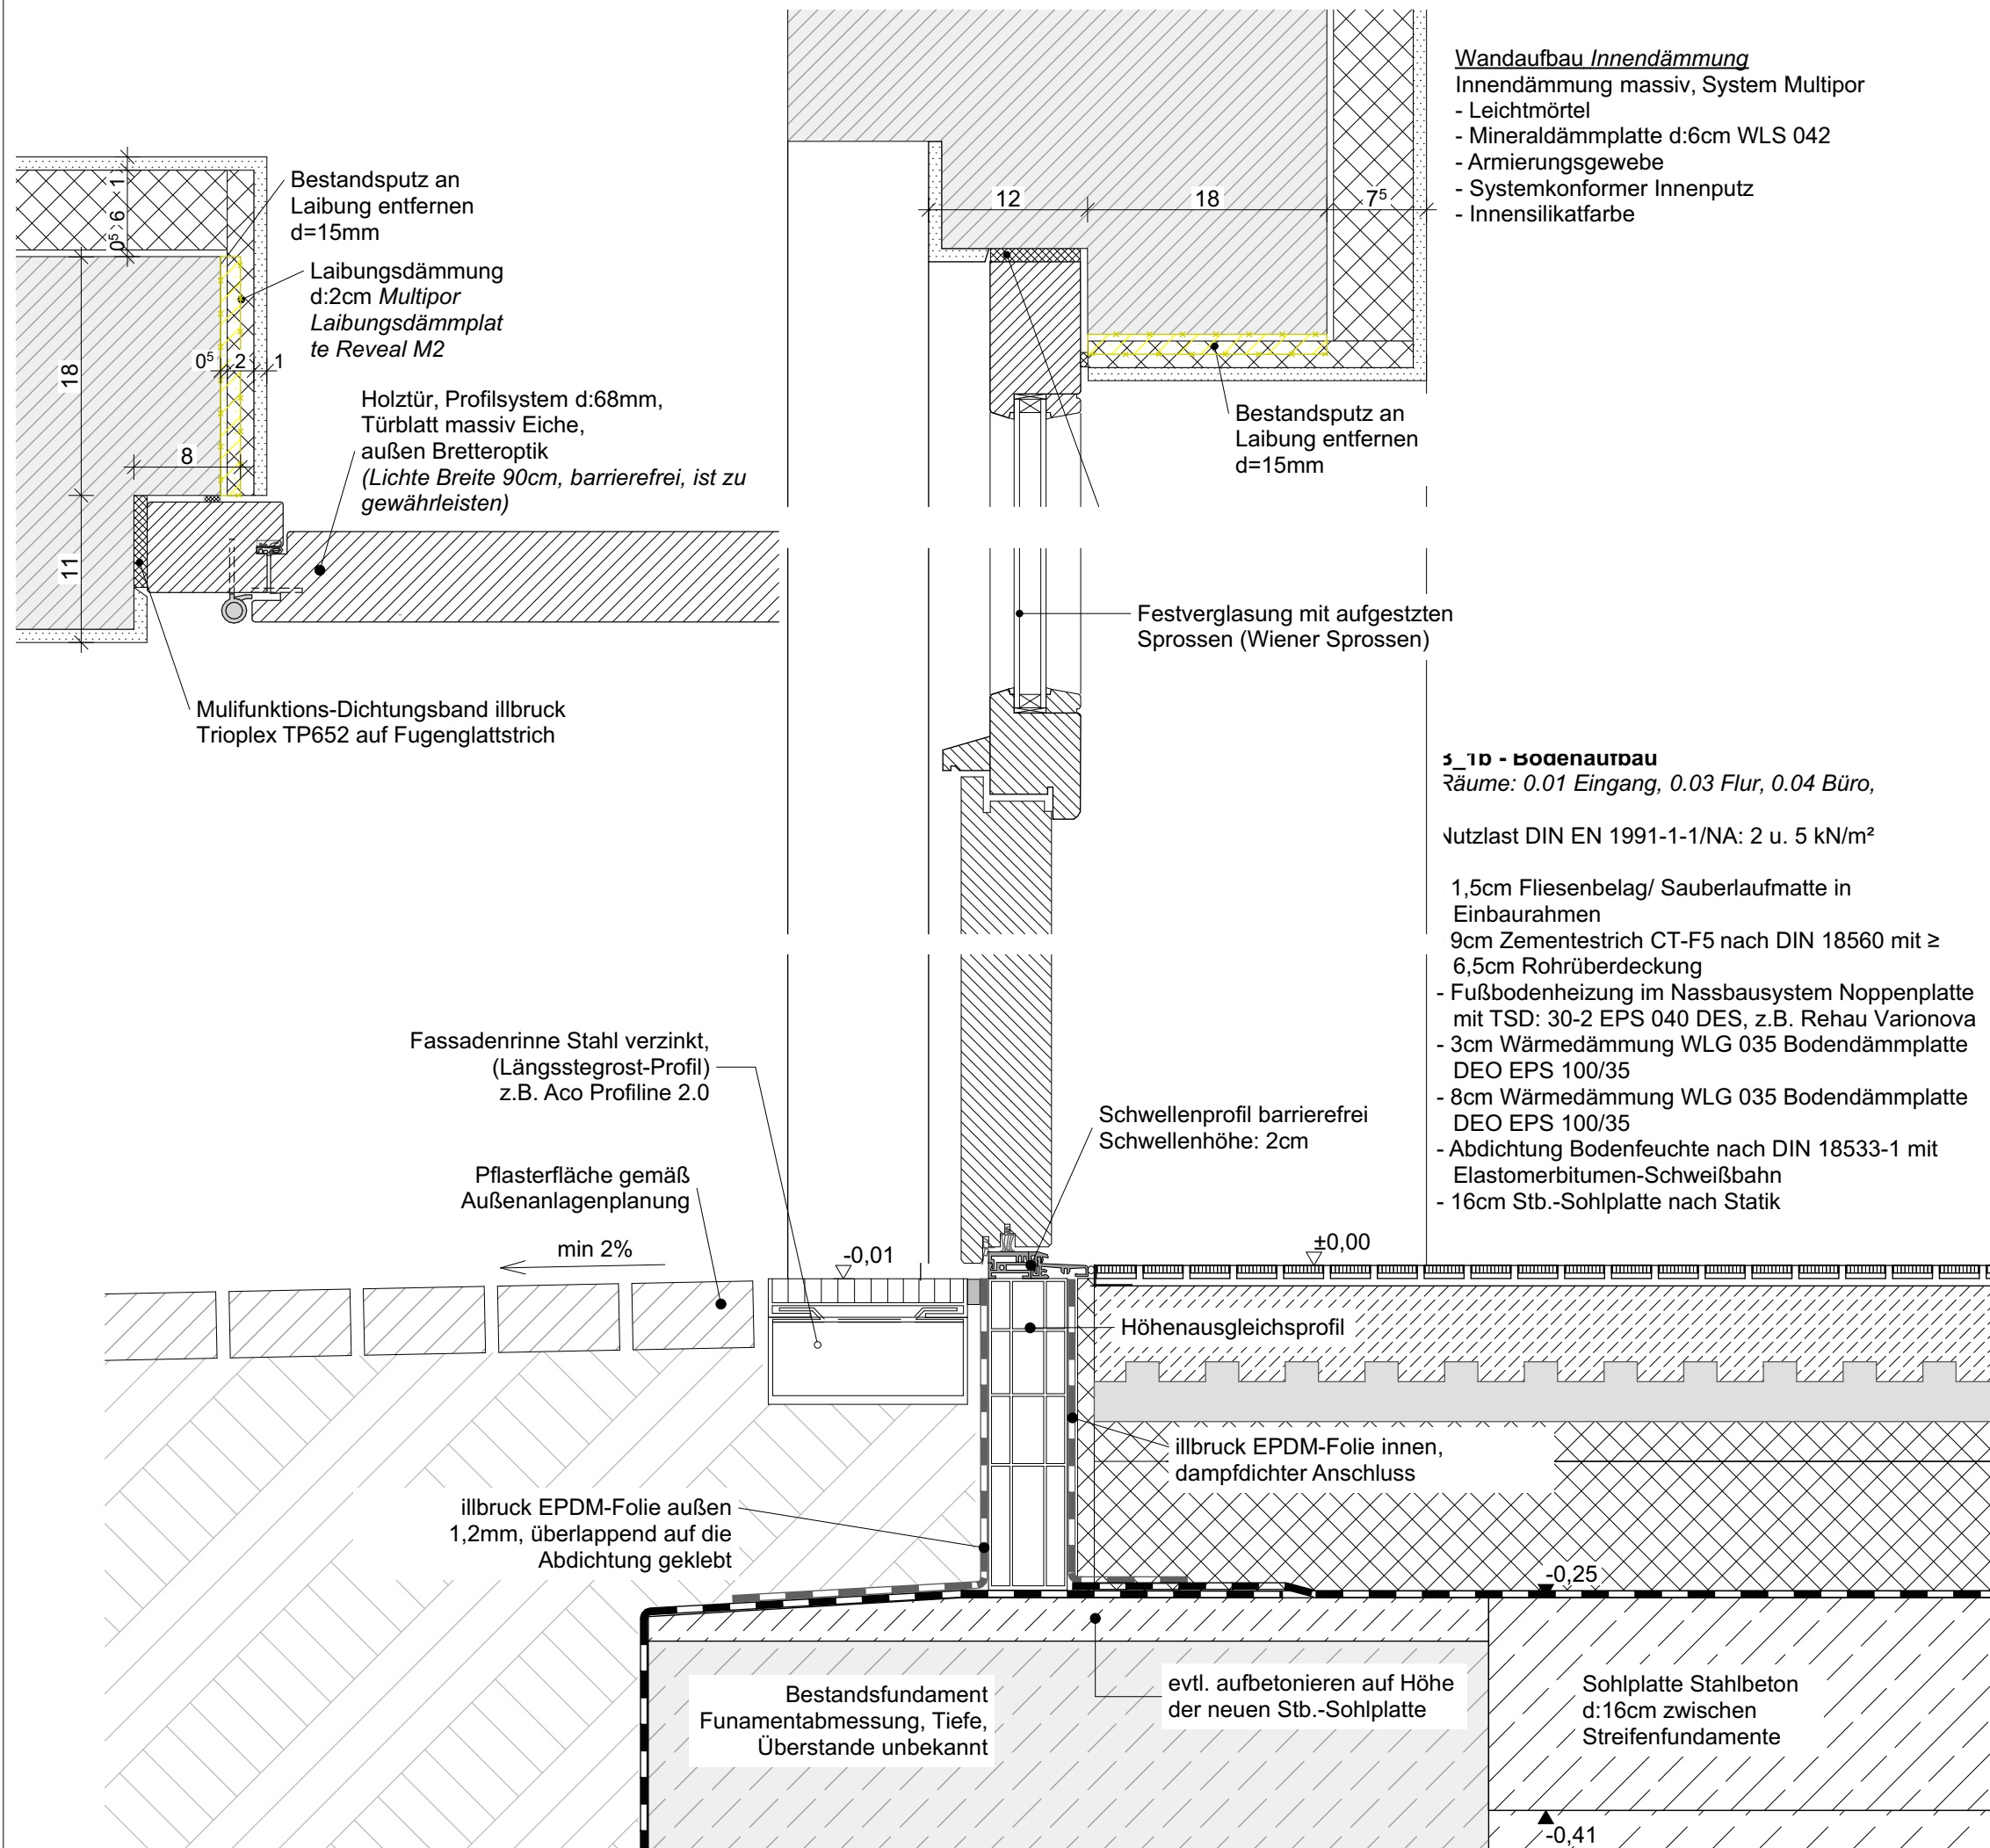 Wandaufbau Innendämmung
Innendämmung massiv, System Multipor
- Leichtmörtel
- Mineraldämmplatte d:6cm WLS 042
- Armierungsgewebe
- Systemkonformer Innenputz
- Innensilikatfarbe
12
18
7⁵
1
6
0⁵
Bestandsputz an
Laibung entfernen
d=15mm
Laibungsdämmung
d:2cm Multipor
Laibungsdämmplat
te Reveal M2
0⁵
2
1
18
8
11
Holztür, Profilsystem d:68mm,
Türblatt massiv Eiche,
außen Bretteroptik
(Lichte Breite 90cm, barrierefrei, ist zu
gewährleisten)
Bestandsputz an
Laibung entfernen
d=15mm
Festverglasung mit aufgestzten
Sprossen (Wiener Sprossen)
Mulifunktions-Dichtungsband illbruck
Trioplex TP652 auf Fugenglattstrich
_1b - Bodenaufbau
Räume: 0.01 Eingang, 0.03 Flur, 0.04 Büro,
Nutzlast DIN EN 1991-1-1/NA: 2 u. 5 kN/m²
1,5cm Fliesenbelag/ Sauberlaufmatte in
Einbaurahmen
9cm Zementestrich CT-F5 nach DIN 18560 mit ≥
6,5cm Rohrüberdeckung
- Fußbodenheizung im Nassbausystem Noppenplatte
mit TSD: 30-2 EPS 040 DES, z.B. Rehau Varionova
- 3cm Wärmedämmung WLG 035 Bodendämmplatte
DEO EPS 100/35
- 8cm Wärmedämmung WLG 035 Bodendämmplatte
DEO EPS 100/35
- Abdichtung Bodenfeuchte nach DIN 18533-1 mit
Elastomerbitumen-Schweißbahn
- 16cm Stb.-Sohlplatte nach Statik
Fassadenrinne Stahl verzinkt,
(Längsstegrost-Profil)
z.B. Aco Profiline 2.0
Schwellenprofil barrierefrei
Schwellenhöhe: 2cm
Pflasterfläche gemäß
Außenanlagenplanung
min 2%
-0,01
±0,00
Höhenausgleichsprofil
illbruck EPDM-Folie innen,
dampfdichter Anschluss
illbruck EPDM-Folie außen
1,2mm, überlappend auf die
Abdichtung geklebt
-0,25
Bestandsfundament
Funamentabmessung, Tiefe,
Überstande unbekannt
evtl. aufbetonieren auf Höhe
der neuen Stb.-Sohlplatte
Sohlplatte Stahlbeton
d:16cm zwischen
Streifenfundamente
-0,41